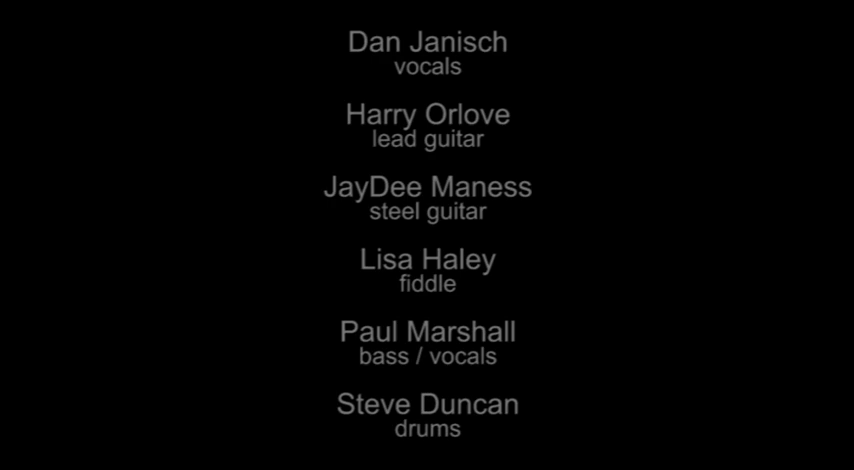 Dan Janisch
vocals
Harry Orlove
lead guitar
JayDee Maness
steel guitar
Lisa Haley
fiddle
Paul Marshall
bass / vocals
Steve Duncan
drums